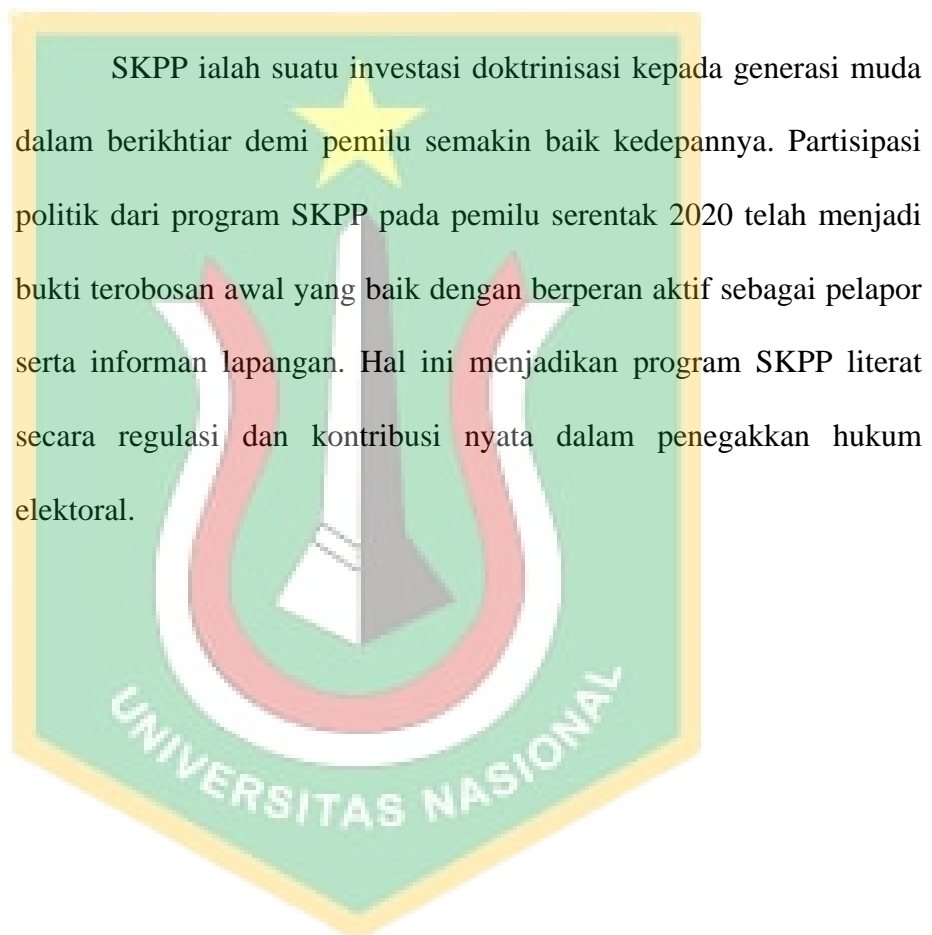 SKPP ialah suatu investasi doktrinisasi kepada generasi muda
dalam berikhtiar demi pemilu semakin baik kedepannya. Partisipasi
politik dari program SKPP pada pemilu serentak 2020 telah menjadi
bukti terobosan awal yang baik dengan berperan aktif sebagai pelapor
serta informan lapangan. Hal ini menjadikan program SKPP literat
secara regulasi dan kontribusi nyata dalam penegakkan hukum
elektoral.
UNIVERSITAS NASIONAL